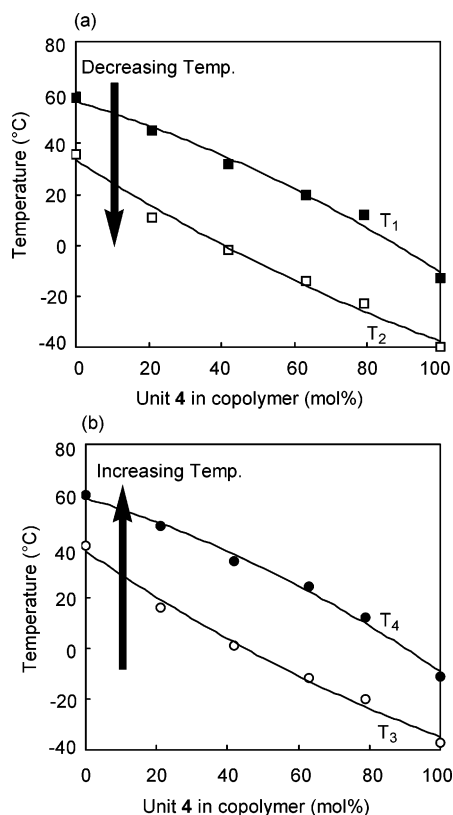 (a)
80
Decreasing Temp.
60
40
20
0
-20
-40
T1
T2
Temperature (°C)
0 20 40 60 80 100
Unit 4 in copolymer (mol%)
(b)
80
Increasing Temp.
60
40
20
0
-20
-40
T4
T3
Temperature (°C)
0 20 40 60 80 100
Unit 4 in copolymer (mol%)